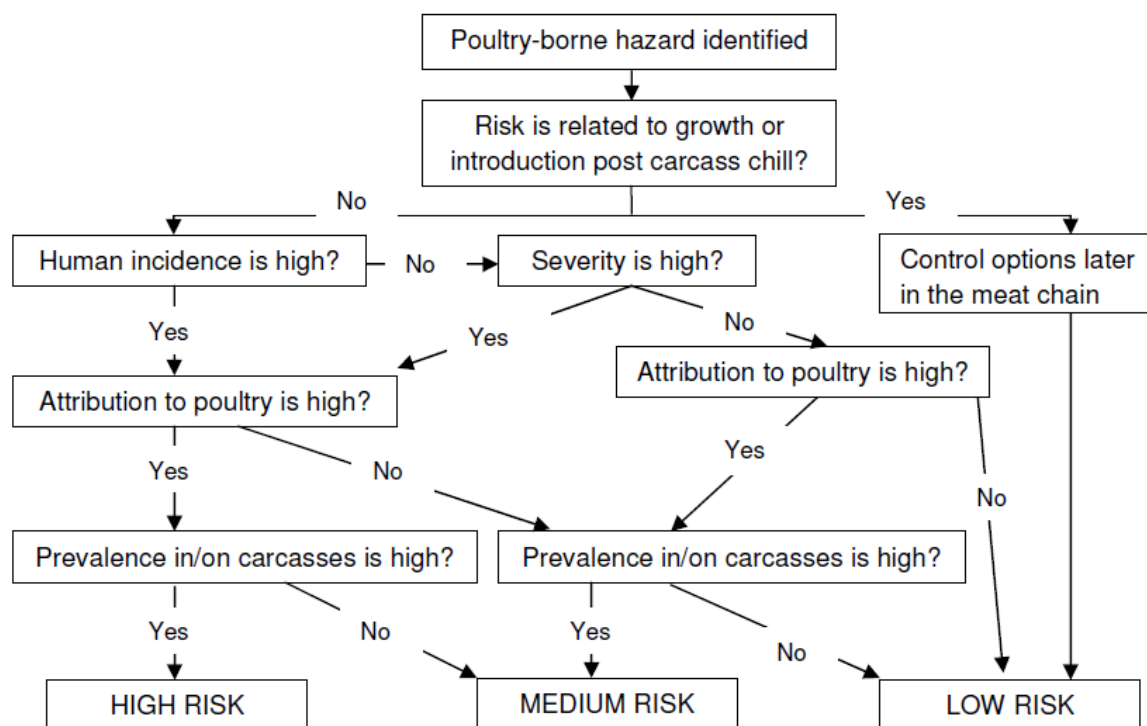 Poultry-borne hazard identified
Risk is related to growth or
introduction post carcass chill?
No
Yes
Human incidence is high?
No
Severity is high?
Control options later
in the meat chain
Yes
Yes
No
Attribution to poultry is high?
Attribution to poultry is high?
Yes
No
Yes
No
Prevalence in/on carcasses is high?
Prevalence in/on carcasses is high?
Yes
No
Yes
No
HIGH RISK
MEDIUM RISK
LOW RISK